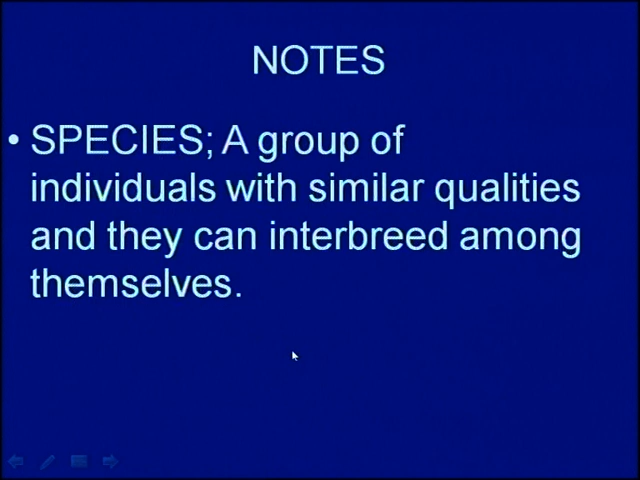 NOTES
• SPECIES; A group of
individuals with similar qualities
and they can interbreed among
themselves.